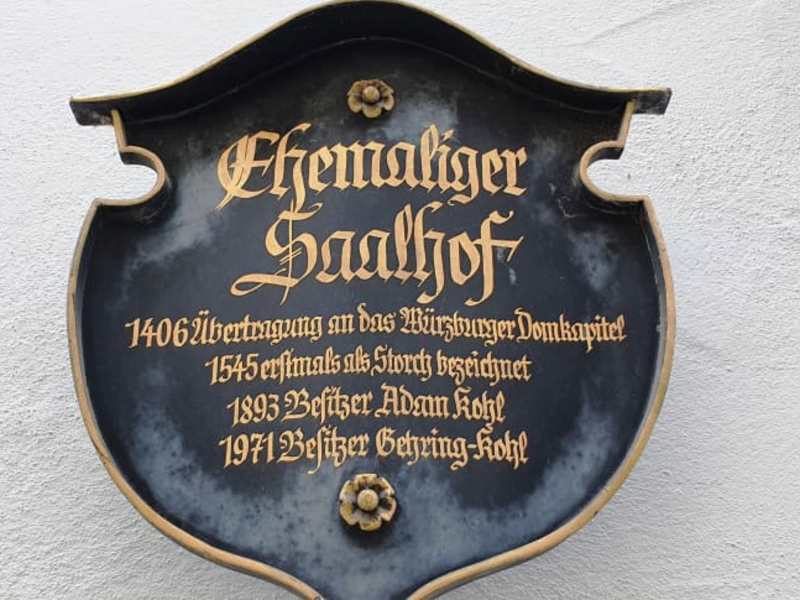 Ehemaliger
Saalhof
1406 Übertragung an das Würzburger Domkapitel
1545 erstmals als Storch bezeichnet
1893 Besitzer Adam Kohl
1971 Besitzer Gehring-Kohl